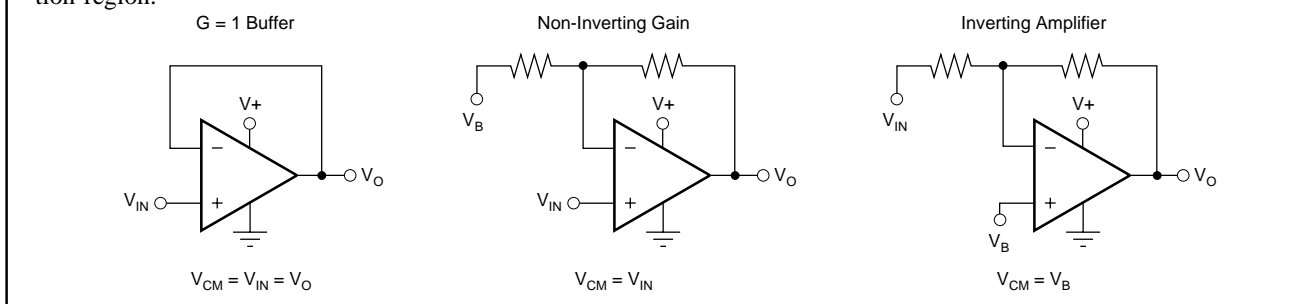 tion region.
G = 1 Buffer
V+
−
+
V_IN
V_O
V_CM = V_IN = V_O
Non-Inverting Gain
V_B
V+
−
+
V_IN
V_O
V_CM = V_IN
Inverting Amplifier
V_IN
V+
−
+
V_B
V_O
V_CM = V_B